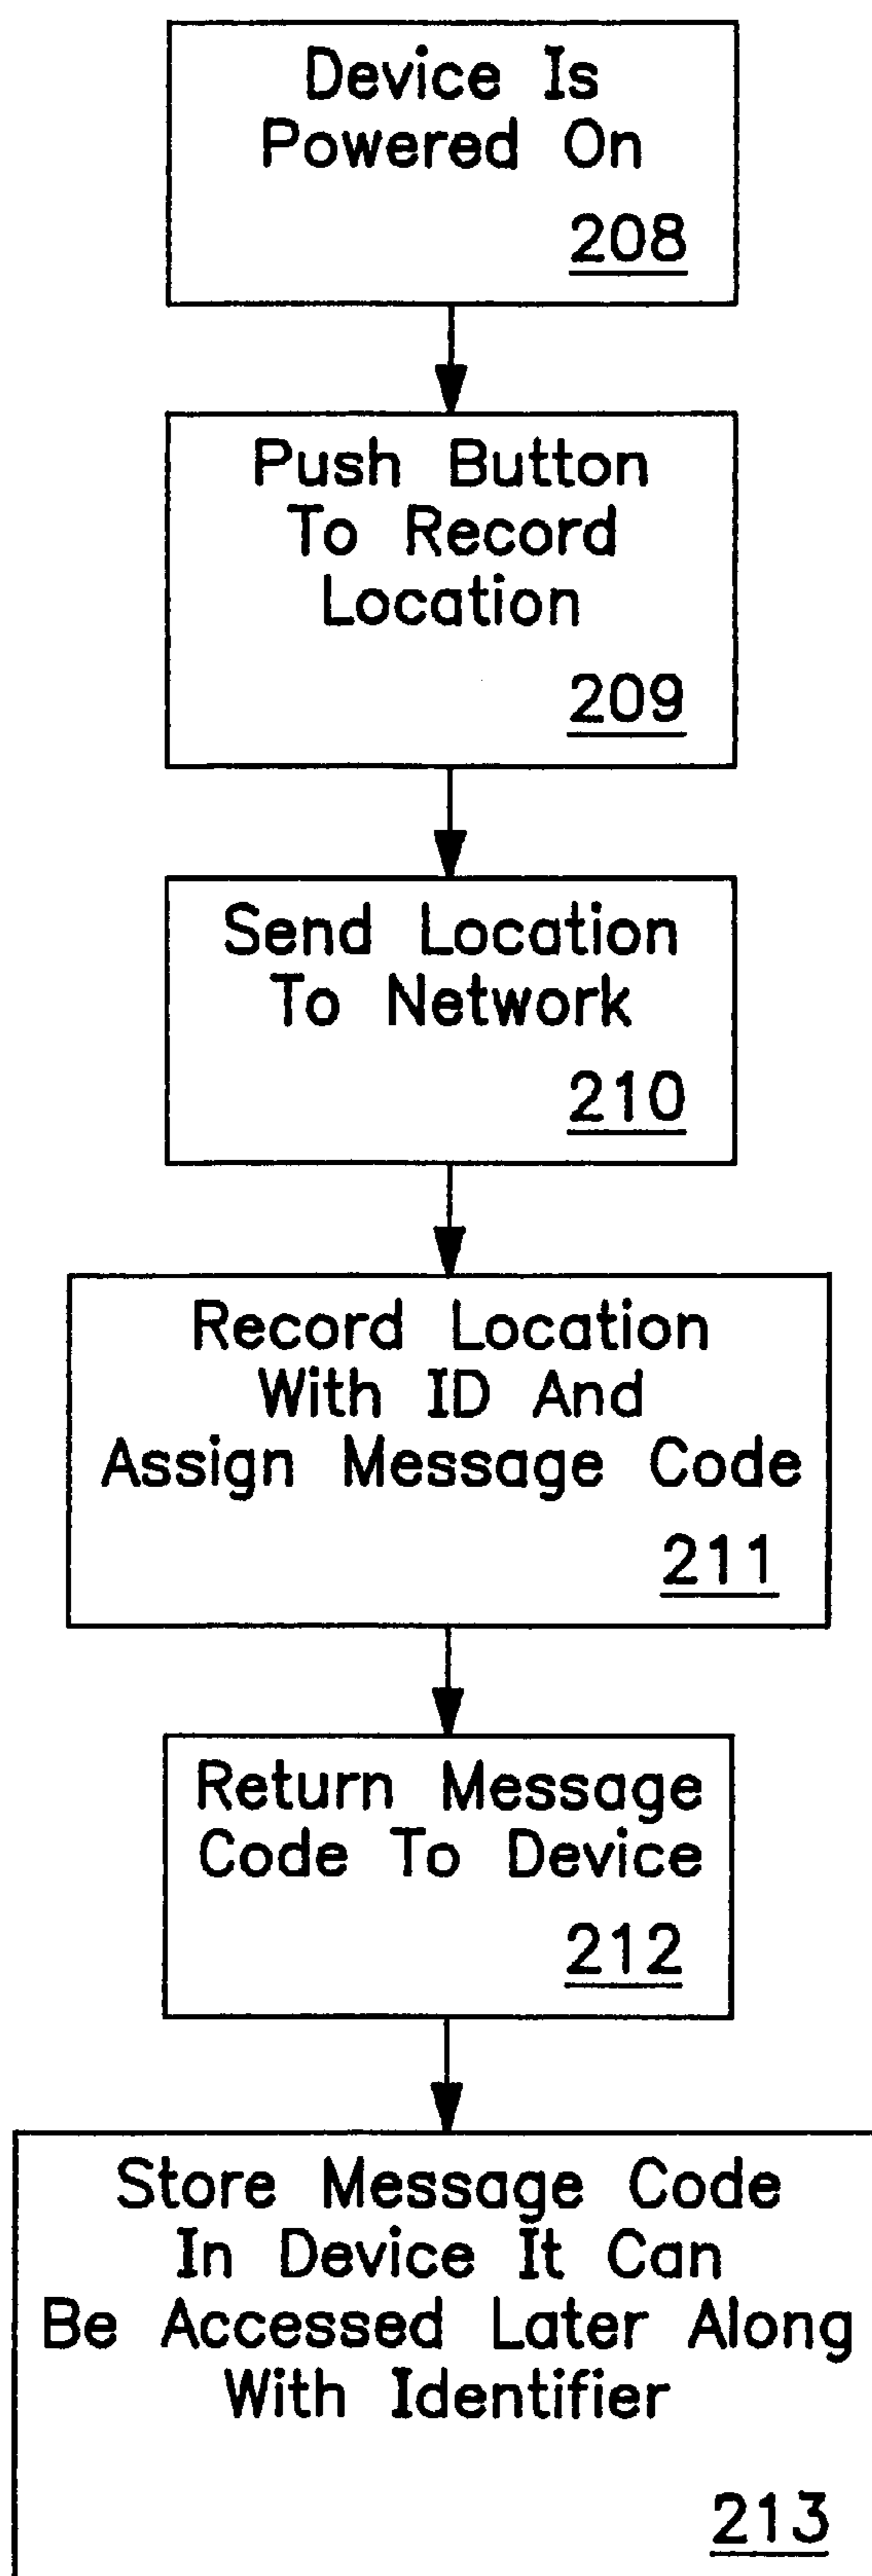 Device Is
Powered On
208
Push Button
To Record
Location
209
Send Location
To Network
210
Record Location
With ID And
Assign Message Code
211
Return Message
Code To Device
212
Store Message Code
In Device It Can
Be Accessed Later Along
With Identifier
213